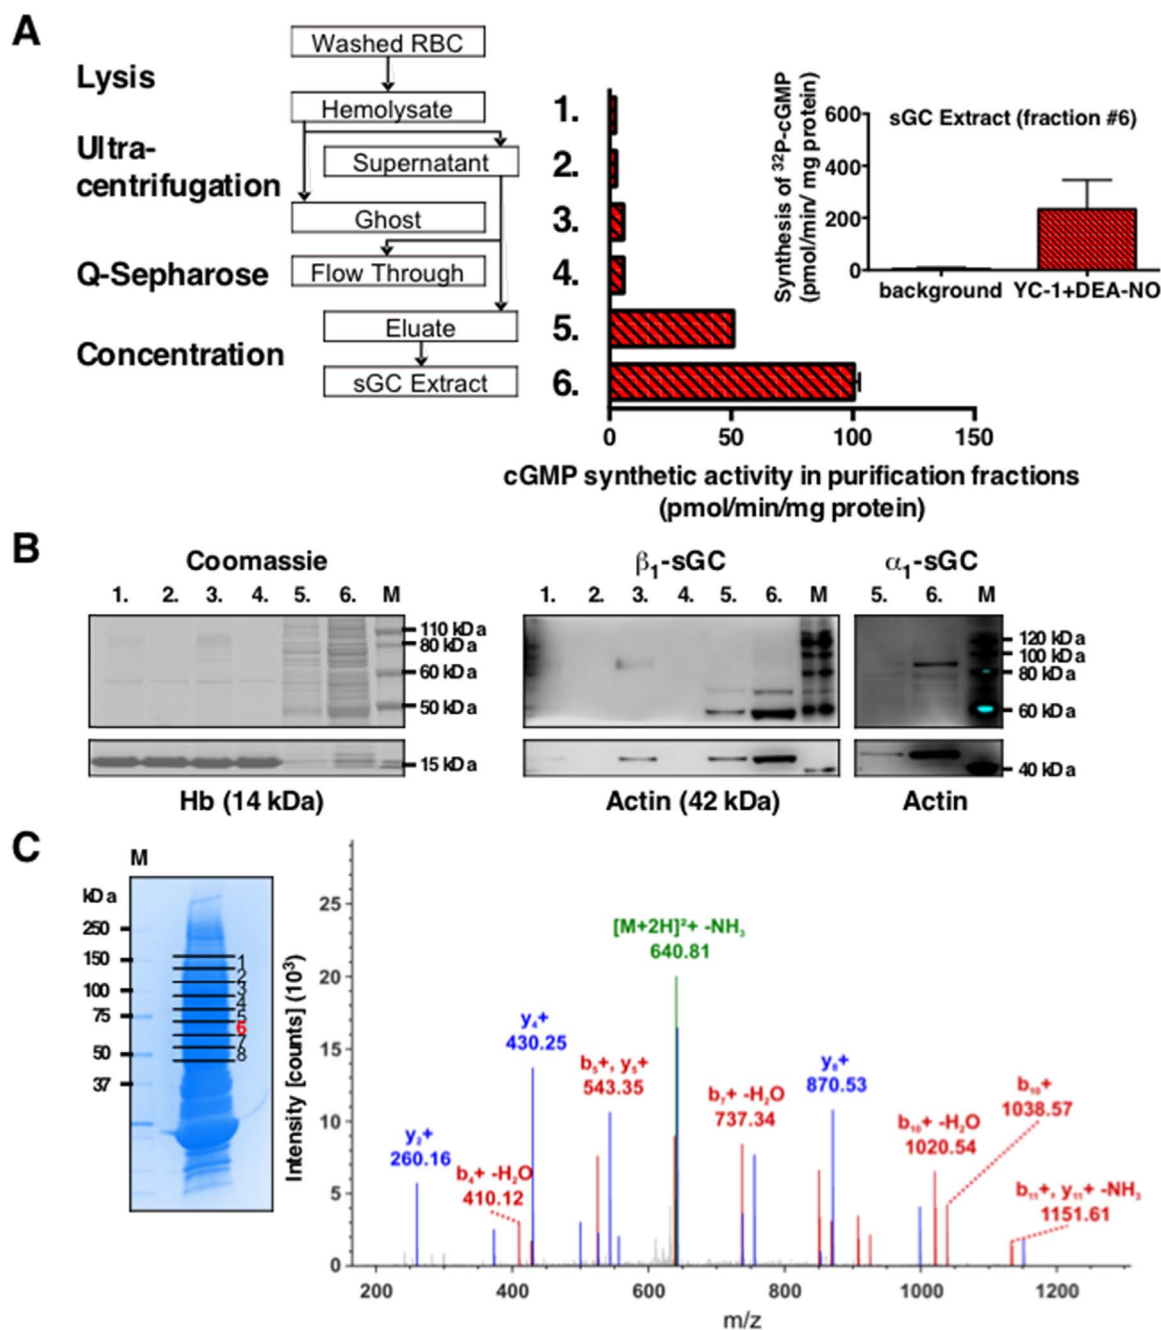 A
Washed RBC
Lysis
Hemolysate
Ultra-
centrifugation
Supernatant
Ghost
Q-Sepharose
Flow Through
Eluate
Concentration
sGC Extract
1.
2.
3.
4.
5.
6.
0 50 100 150
cGMP synthetic activity in purification fractions
(pmol/min/mg protein)
Synthesis of ³²P-cGMP
(pmol/min/ mg protein)
600
400
200
0
sGC Extract (fraction #6)
background YC-1+DEA-NO
B
Coomassie
1. 2. 3. 4. 5. 6. M
110 kDa
80 kDa
60 kDa
50 kDa
15 kDa
Hb (14 kDa)
β₁-sGC
1. 2. 3. 4. 5. 6. M
Actin (42 kDa)
α₁-sGC
5. 6. M
120 kDa
100 kDa
80 kDa
60 kDa
40 kDa
Actin
C
M
kDa
250
150
100
75
50
37
1
2
3
4
5
6
7
8
Intensity [counts] (10³)
25
20
15
10
5
0
[M+2H]²+ -NH₃
640.81
y₄+
430.25
b₅+, y₅+
543.35
y₈+
870.53
b₇+ -H₂O
737.34
b₁₀+
1038.57
b₁₀+ -H₂O
1020.54
y₂+
260.16
b₄+ -H₂O
410.12
b₁₁+, y₁₁+ -NH₃
1151.61
200 400 600 800 1000 1200
m/z